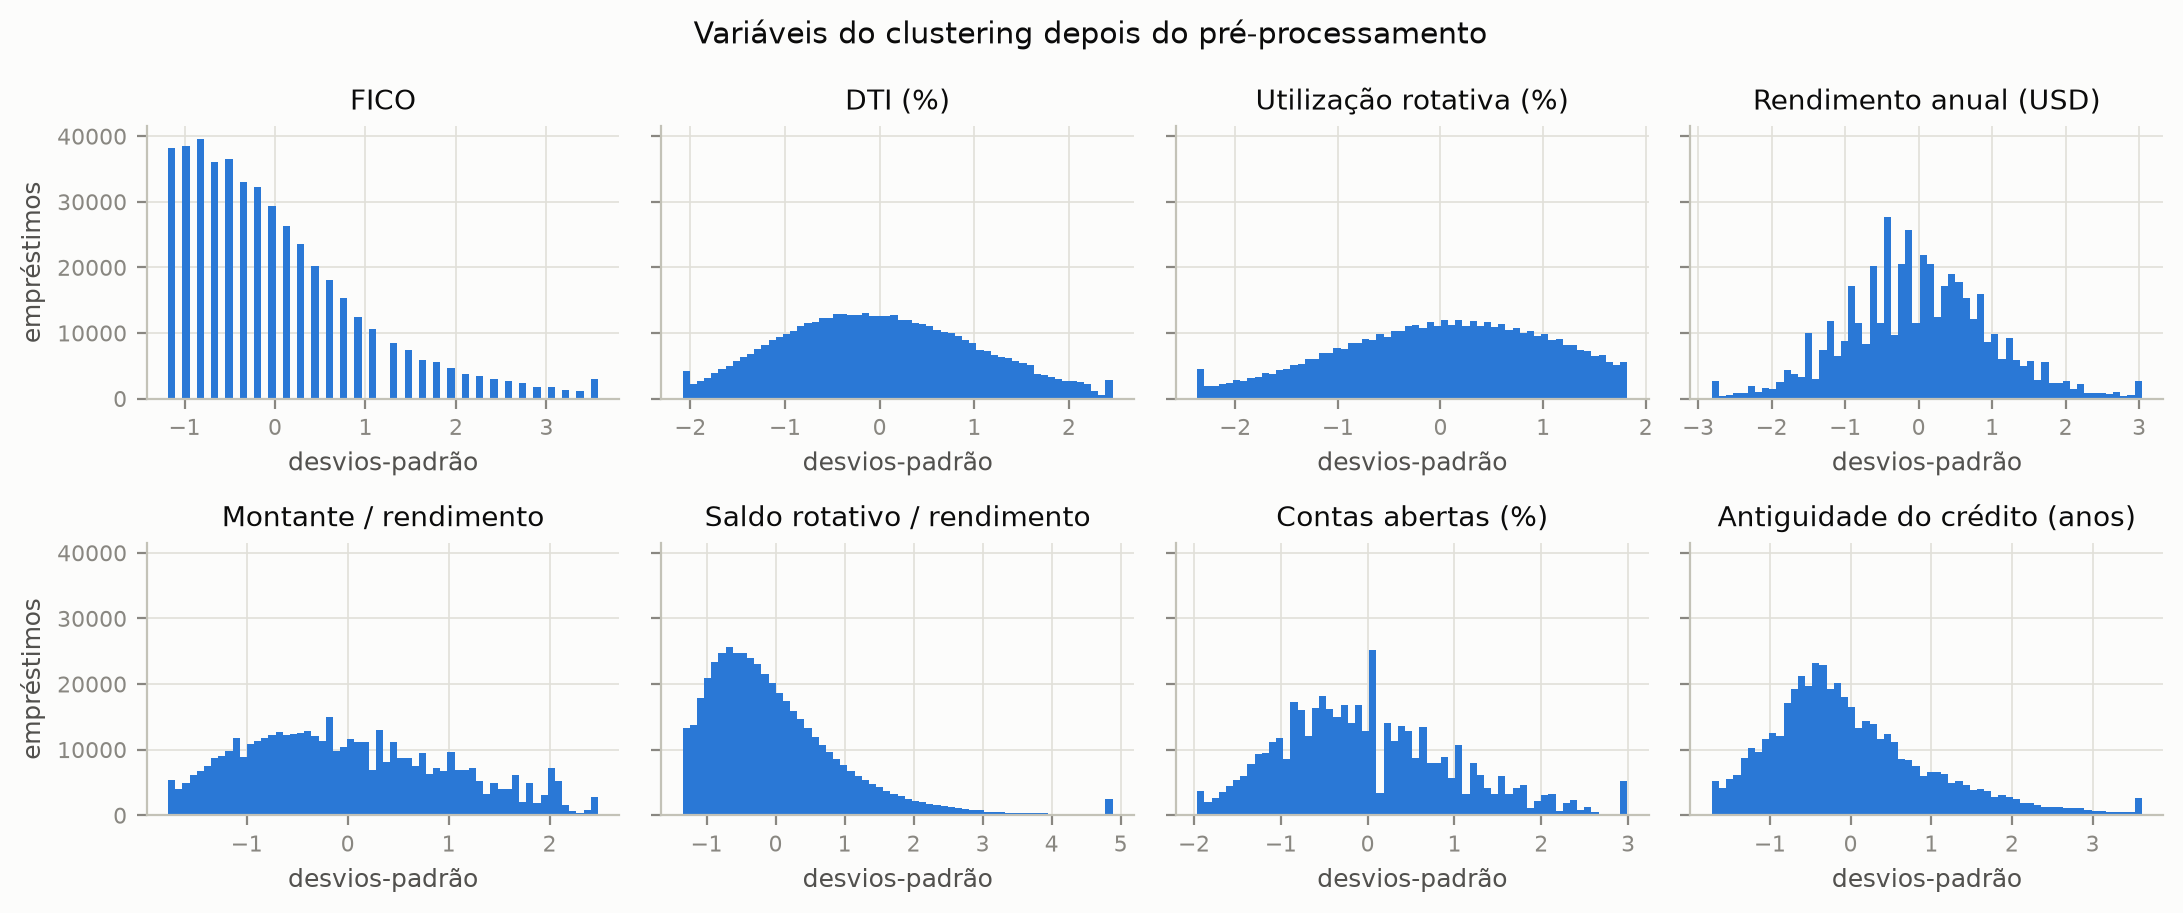 Variáveis do clustering depois do pré-processamento
FICO
DTI (%)
Utilização rotativa (%)
Rendimento anual (USD)
empréstimos
40000
30000
20000
10000
0
−1 0 1 2 3
−2 −1 0 1 2
−2 −1 0 1 2
−3 −2 −1 0 1 2 3
desvios-padrão
desvios-padrão
desvios-padrão
desvios-padrão
Montante / rendimento
Saldo rotativo / rendimento
Contas abertas (%)
Antiguidade do crédito (anos)
empréstimos
40000
30000
20000
10000
0
−1 0 1 2
−1 0 1 2 3 4 5
−2 −1 0 1 2 3
−1 0 1 2 3
desvios-padrão
desvios-padrão
desvios-padrão
desvios-padrão